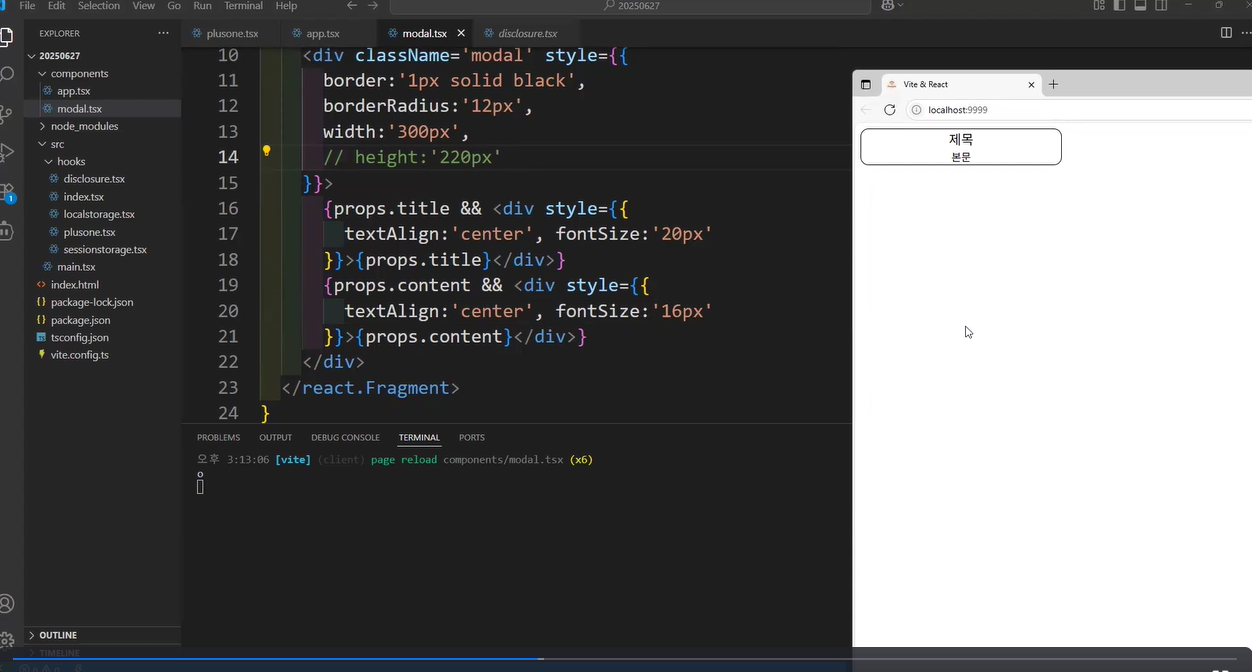 File Edit Selection View Go Run Terminal Help
20250627
EXPLORER
20250627
components
app.tsx
modal.tsx
node_modules
src
hooks
disclosure.tsx
index.tsx
localstorage.tsx
plusone.tsx
sessionstorage.tsx
main.tsx
index.html
package-lock.json
package.json
tsconfig.json
vite.config.ts
OUTLINE
TIMELINE
1
plusone.tsx app.tsx modal.tsx disclosure.tsx
10 <div className='modal' style={{
11 border:'1px solid black',
12 borderRadius:'12px',
13 width:'300px',
14 // height:'220px'
15 }}>
16 {props.title && <div style={{
17 textAlign:'center', fontSize:'20px'
18 }}>{props.title}</div>}
19 {props.content && <div style={{
20 textAlign:'center', fontSize:'16px'
21 }}>{props.content}</div>}
22 </div>
23 </react.Fragment>
24 }
PROBLEMS OUTPUT DEBUG CONSOLE TERMINAL PORTS
오후 3:13:06 [vite] (client) page reload components/modal.tsx (x6)
o
Vite & React
localhost:9999
제목
본문